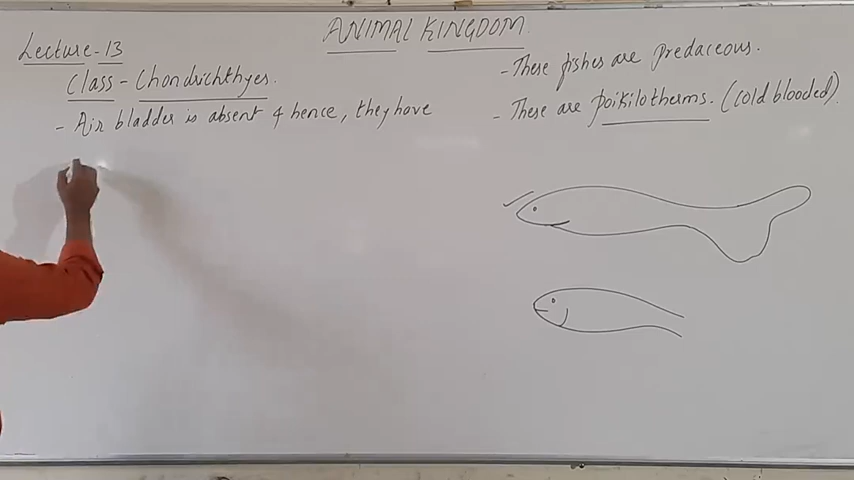 ANIMAL KINGDOM
Lecture-13
Class - Chondrichthyes.
- Air bladder is absent & hence, they have
- These fishes are predaceous.
- These are poikilotherms. (cold blooded)